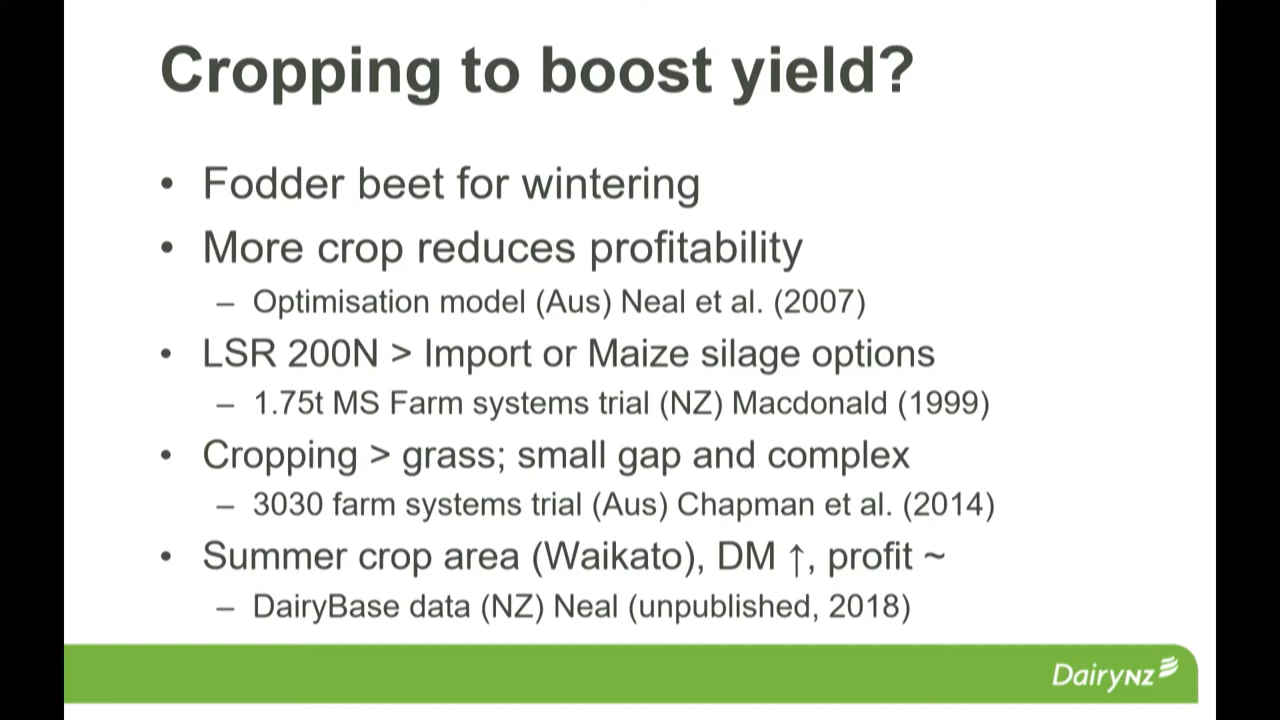 Cropping to boost yield?
• Fodder beet for wintering
• More crop reduces profitability
– Optimisation model (Aus) Neal et al. (2007)
• LSR 200N > Import or Maize silage options
– 1.75t MS Farm systems trial (NZ) Macdonald (1999)
• Cropping > grass; small gap and complex
– 3030 farm systems trial (Aus) Chapman et al. (2014)
• Summer crop area (Waikato), DM ↑, profit ~
– DairyBase data (NZ) Neal (unpublished, 2018)
DairyNZ